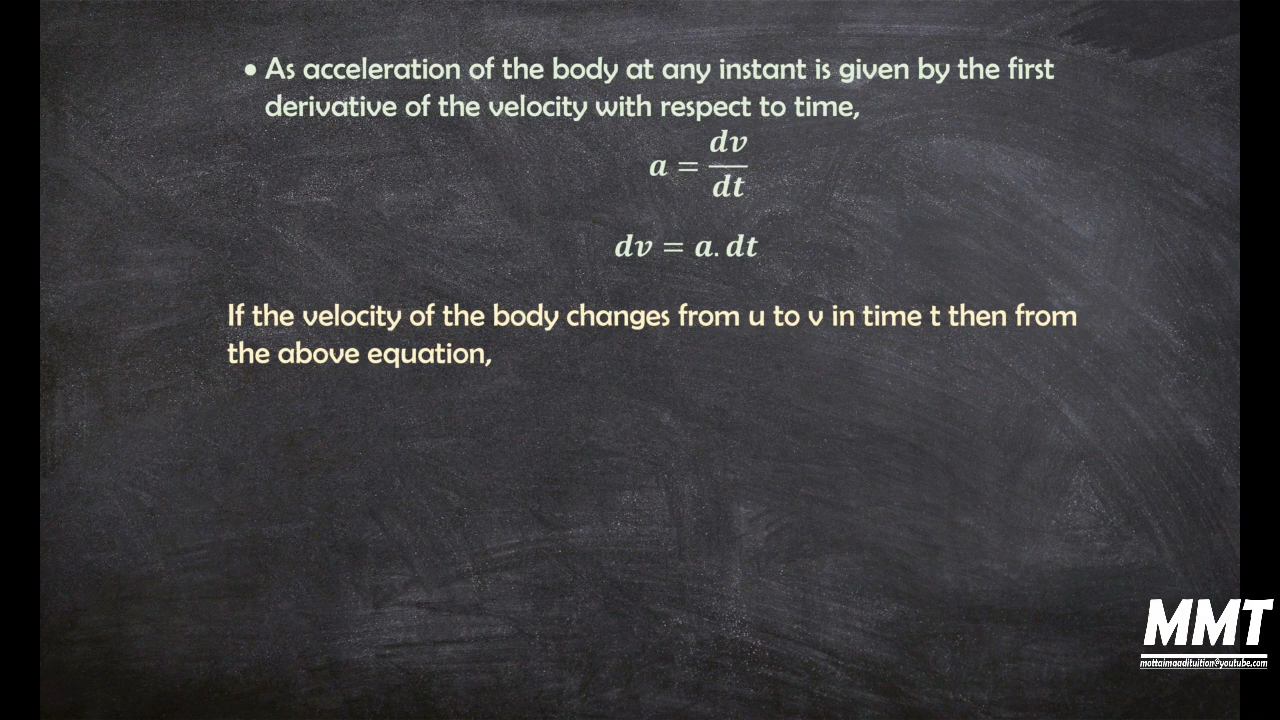 • As acceleration of the body at any instant is given by the first
derivative of the velocity with respect to time,
a = dv/dt
dv = a. dt
If the velocity of the body changes from u to v in time t then from
the above equation,
MMT
mottaimaadituition@youtube.com